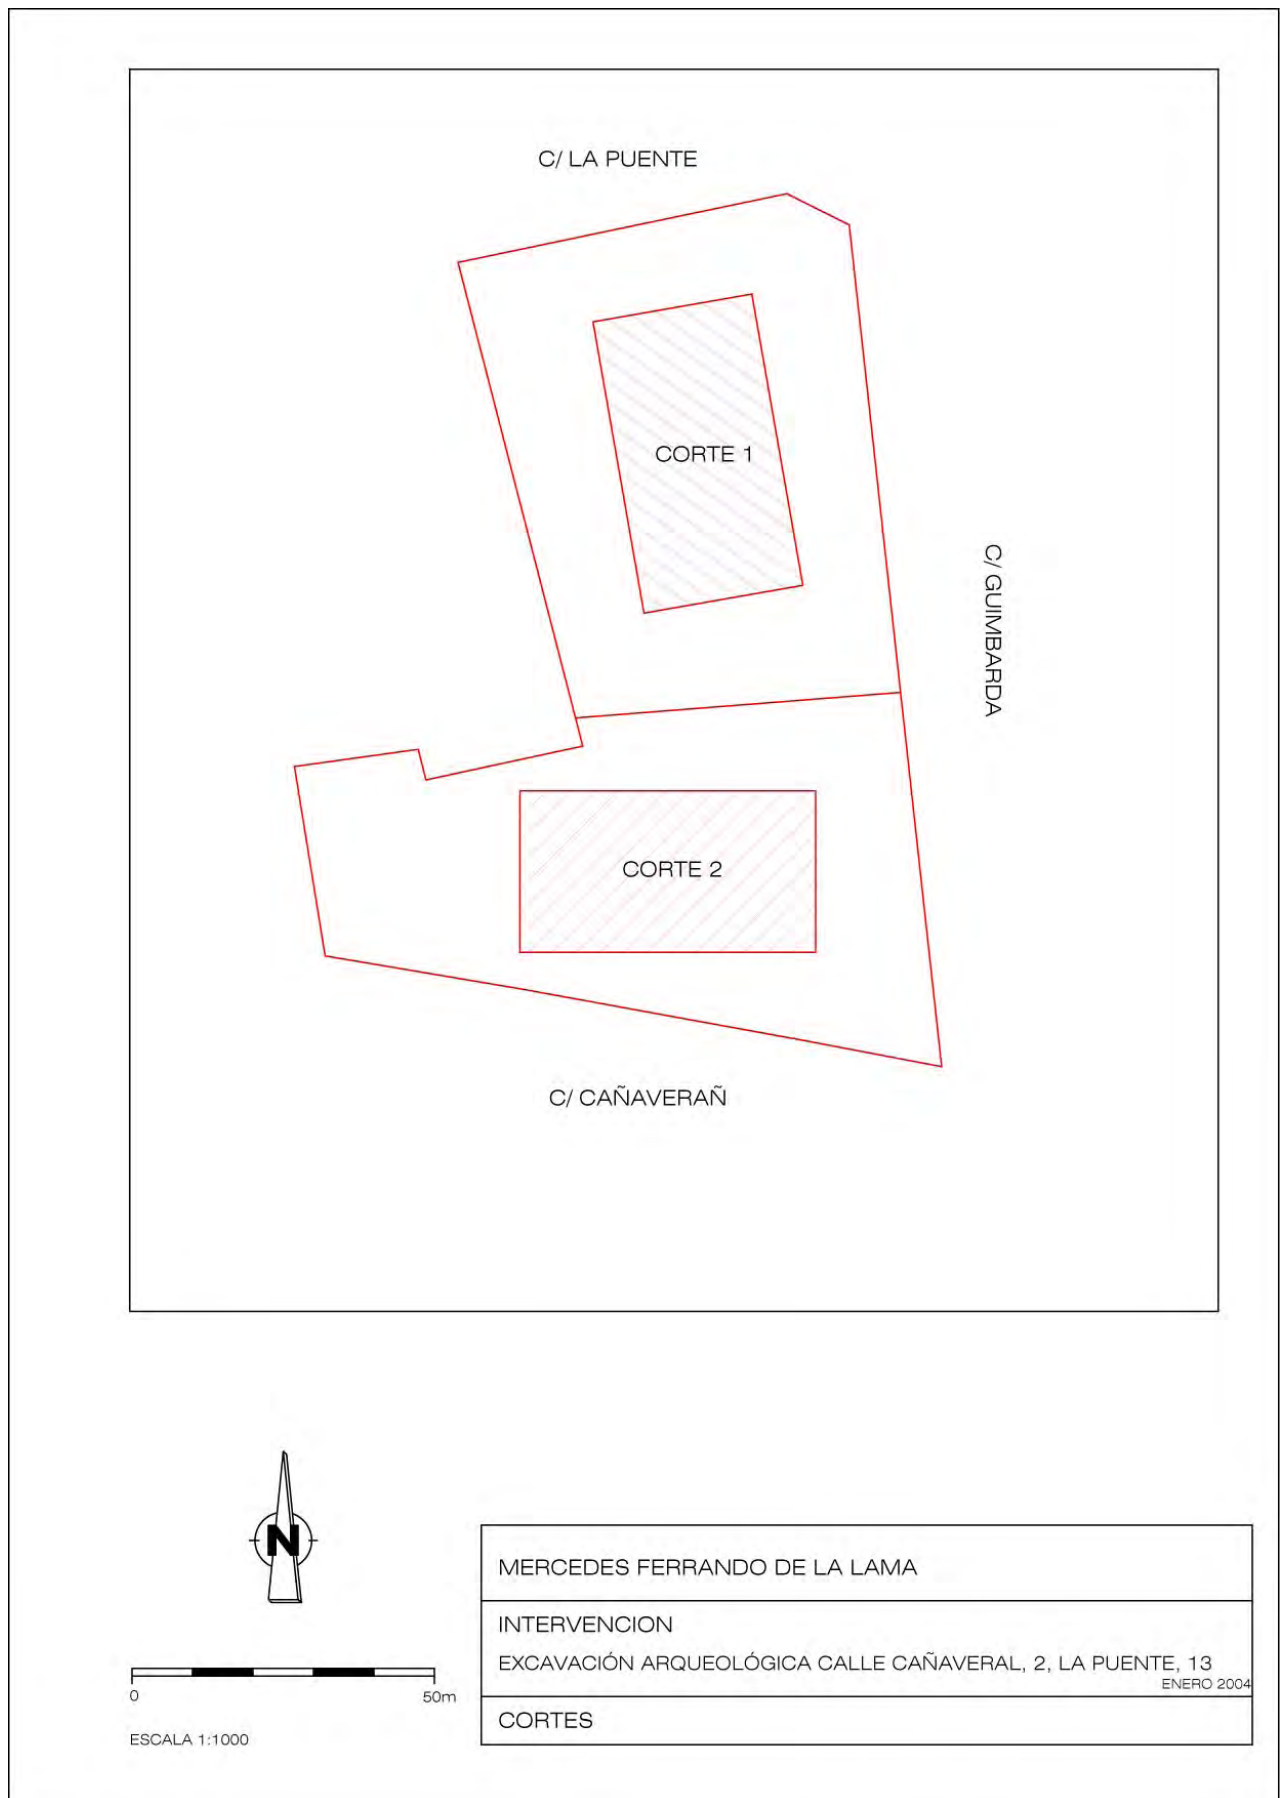 C/ LA PUENTE
CORTE 1
C/ GUIMBARDA
CORTE 2
C/ CAÑAVERAÑ
N
0 50m
ESCALA 1:1000
MERCEDES FERRANDO DE LA LAMA
INTERVENCION
EXCAVACIÓN ARQUEOLÓGICA CALLE CAÑAVERAL, 2, LA PUENTE, 13
ENERO 2004
CORTES